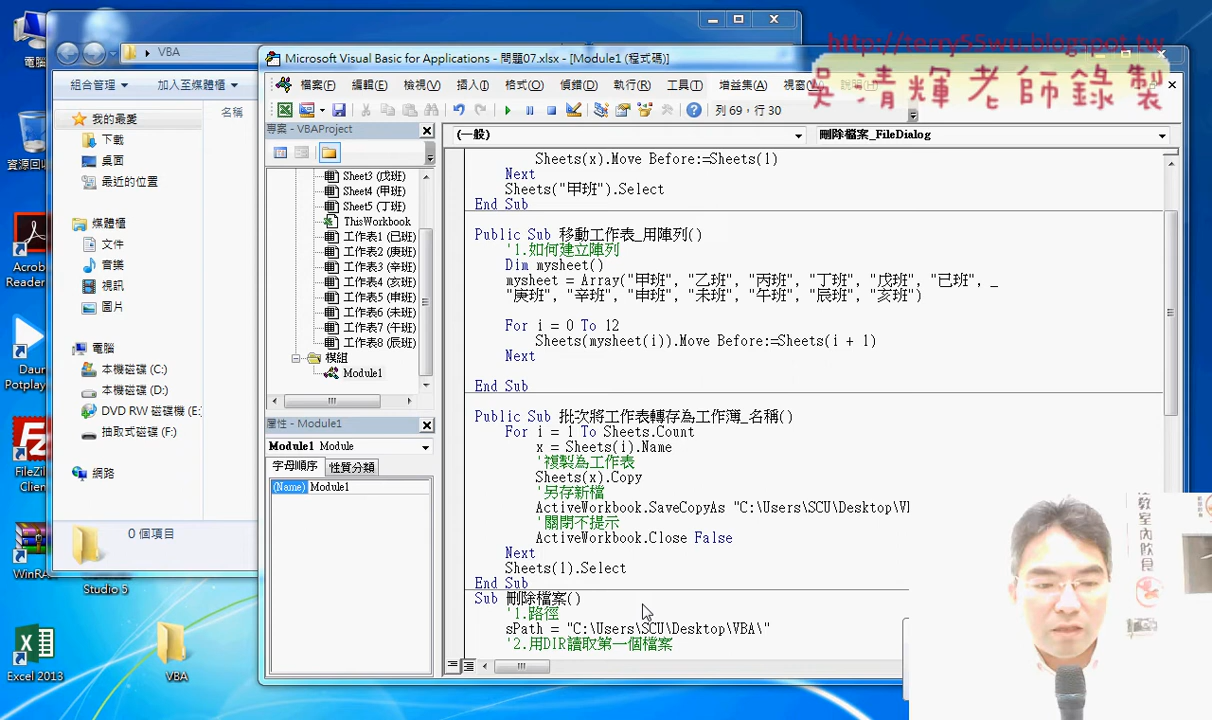 電腦
資源回收
Acrob
Reader
Daum
Potplaye
FileZil
Client
WinRA
Excel 2013
Studio 5
VBA
VBA
組合管理
加入至媒體櫃
名稱
我的最愛
下載
桌面
最近的位置
媒體櫃
文件
音樂
視訊
圖片
電腦
本機磁碟 (C:)
本機磁碟 (D:)
DVD RW 磁碟機 (E:
抽取式磁碟 (F:)
網路
0 個項目
http://terry55wu.blogspot.tw
吳清輝老師錄製
Microsoft Visual Basic for Applications - 問題07.xlsx - [Module1 (程式碼)]
檔案(F) 編輯(E) 檢視(V) 插入(I) 格式(O) 偵錯(D) 執行(R) 工具(T) 增益集(A) 視窗(W) 說明(H)
列 69，行 30
專案 - VBAProject
Sheet3 (戊班)
Sheet4 (甲班)
Sheet5 (丁班)
ThisWorkbook
工作表1 (已班)
工作表2 (庚班)
工作表3 (辛班)
工作表4 (亥班)
工作表5 (申班)
工作表6 (未班)
工作表7 (午班)
工作表8 (辰班)
模組
Module1
屬性 - Module1
Module1 Module
字母順序 性質分類
(Name) Module1
(一般)
刪除檔案_FileDialog
Sheets(x).Move Before:=Sheets(1)
Next
Sheets("甲班").Select
End Sub
Public Sub 移動工作表_用陣列()
'1.如何建立陣列
Dim mysheet()
mysheet = Array("甲班", "乙班", "丙班", "丁班", "戊班", "已班", _
"庚班", "辛班", "申班", "未班", "午班", "辰班", "亥班")
For i = 0 To 12
Sheets(mysheet(i)).Move Before:=Sheets(i + 1)
Next
End Sub
Public Sub 批次將工作表轉存為工作簿_名稱()
For i = 1 To Sheets.Count
x = Sheets(i).Name
'複製為工作表
Sheets(x).Copy
'另存新檔
ActiveWorkbook.SaveCopyAs "C:\Users\SCU\Desktop\V
'關閉不提示
ActiveWorkbook.Close False
Next
Sheets(1).Select
End Sub
Sub 刪除檔案()
'1.路徑
sPath = "C:\Users\SCU\Desktop\VBA\"
'2.用DIR讀取第一個檔案
教室內飲食